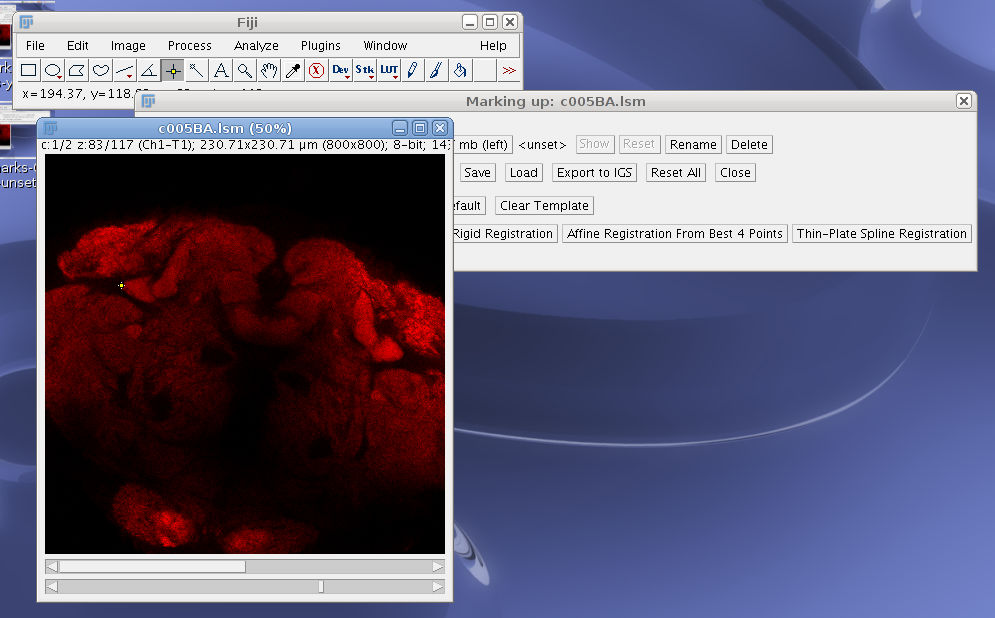 Fiji
File Edit Image Process Analyze Plugins Window Help
Dev Stk LUT >>
x=194.37, y=118.
Marking up: c005BA.lsm
c005BA.lsm (50%)
c:1/2 z:83/117 (Ch1-T1); 230.71x230.71 µm (800x800); 8-bit; 14
mb (left) <unset> Show Reset Rename Delete
Save Load Export to IGS Reset All Close
efault Clear Template
Rigid Registration Affine Registration From Best 4 Points Thin-Plate Spline Registration
arks-
unset